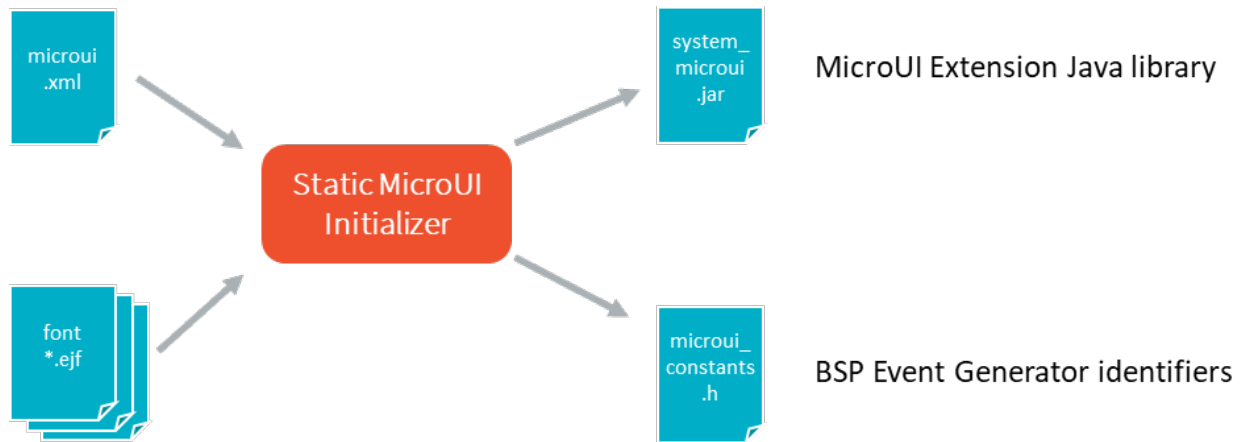 microui
.xml
system_
microui
.jar
MicroUI Extension Java library
Static MicroUI
Initializer
font
*.ejf
microui_
constants
.h
BSP Event Generator identifiers